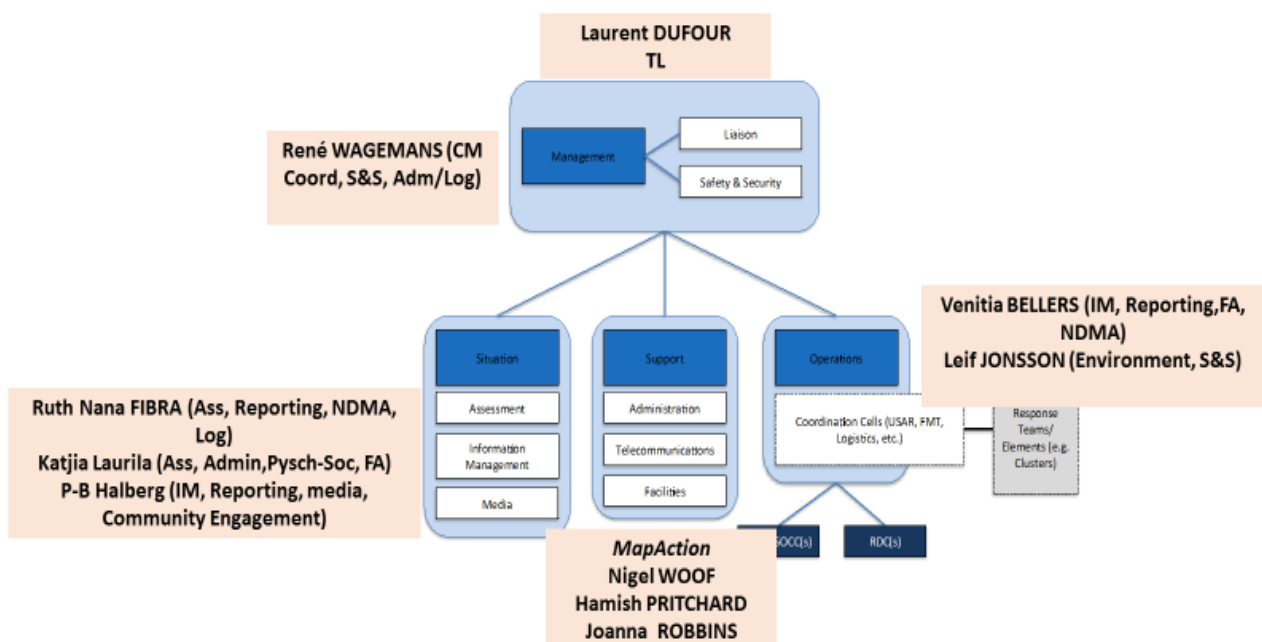 Laurent DUFOUR
TL
René WAGEMANS (CM
Coord, S&S, Adm/Log)
Management
Liaison
Safety & Security
Venitia BELLERS (IM, Reporting,FA,
NDMA)
Leif JONSSON (Environment, S&S)
Ruth Nana FIBRA (Ass, Reporting, NDMA,
Log)
Katjia Laurila (Ass, Admin,Pysch-Soc, FA)
P-B Halberg (IM, Reporting, media,
Community Engagement)
Situation
Assessment
Information
Management
Media
Support
Administration
Telecommunications
Facilities
Operations
Coordination Cells (USAR, FMT,
Logistics, etc.)
Response
Teams/
Elements (e.g.
Clusters)
SOCC(s)
RDC(s)
MapAction
Nigel WOOF
Hamish PRITCHARD
Joanna ROBBINS